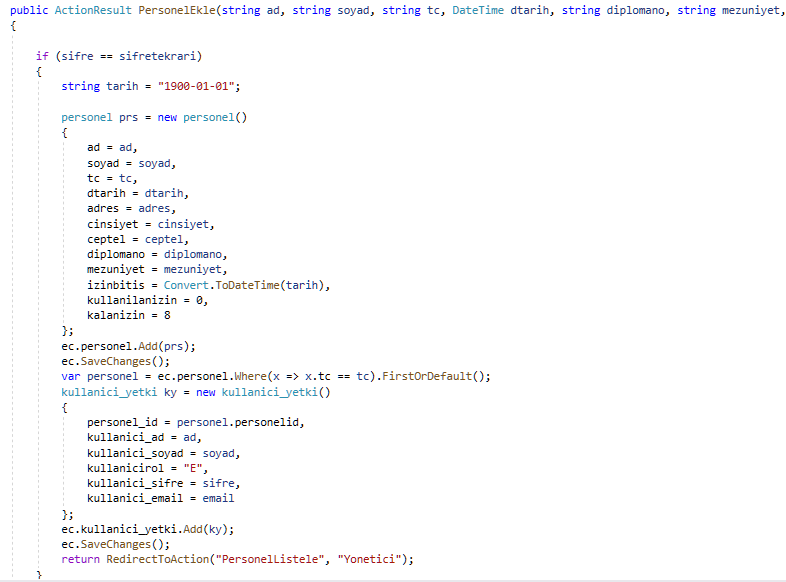 public ActionResult PersonelEkle(string ad, string soyad, string tc, DateTime dtarih, string diplomano, string mezuniyet,
{
if (sifre == sifretekrari)
{
string tarih = "1900-01-01";
personel prs = new personel()
{
ad = ad,
soyad = soyad,
tc = tc,
dtarih = dtarih,
adres = adres,
cinsiyet = cinsiyet,
ceptel = ceptel,
diplomano = diplomano,
mezuniyet = mezuniyet,
izinbitis = Convert.ToDateTime(tarih),
kullanilanizin = 0,
kalanizin = 8
};
ec.personel.Add(prs);
ec.SaveChanges();
var personel = ec.personel.Where(x => x.tc == tc).FirstOrDefault();
kullanici_yetki ky = new kullanici_yetki()
{
personel_id = personel.personelid,
kullanici_ad = ad,
kullanici_soyad = soyad,
kullanicirol = "E",
kullanici_sifre = sifre,
kullanici_email = email
};
ec.kullanici_yetki.Add(ky);
ec.SaveChanges();
return RedirectToAction("PersonelListele", "Yonetici");
}